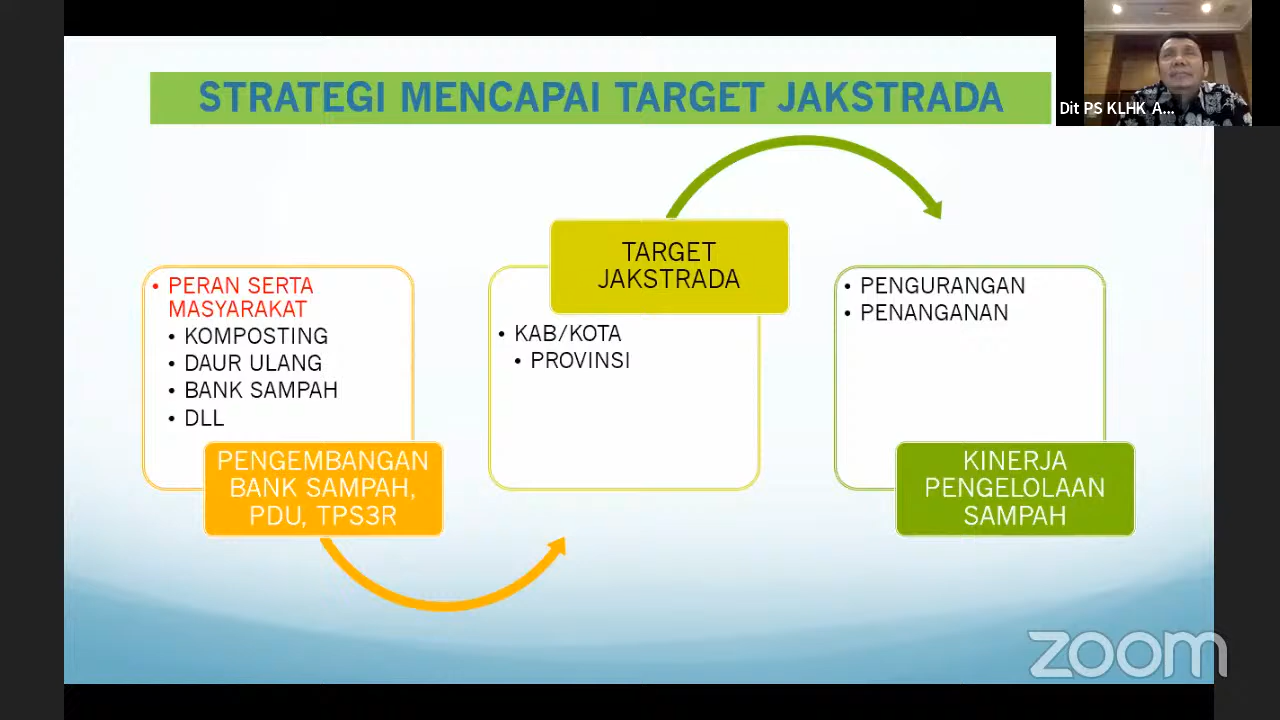 STRATEGI MENCAPAI TARGET JAKSTRADA
Dit PS KLHK A...
• PERAN SERTA
MASYARAKAT
• KOMPOSTING
• DAUR ULANG
• BANK SAMPAH
• DLL
PENGEMBANGAN
BANK SAMPAH,
PDU, TPS3R
TARGET
JAKSTRADA
• KAB/KOTA
• PROVINSI
• PENGURANGAN
• PENANGANAN
KINERJA
PENGELOLAAN
SAMPAH
zoom